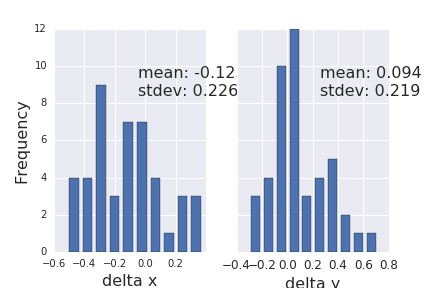 12
10
8
6
4
2
0
Frequency
mean: -0.12
stdev: 0.226
-0.6 -0.4 -0.2 0.0 0.2
delta x
mean: 0.094
stdev: 0.219
-0.4 -0.2 0.0 0.2 0.4 0.6 0.8
delta y